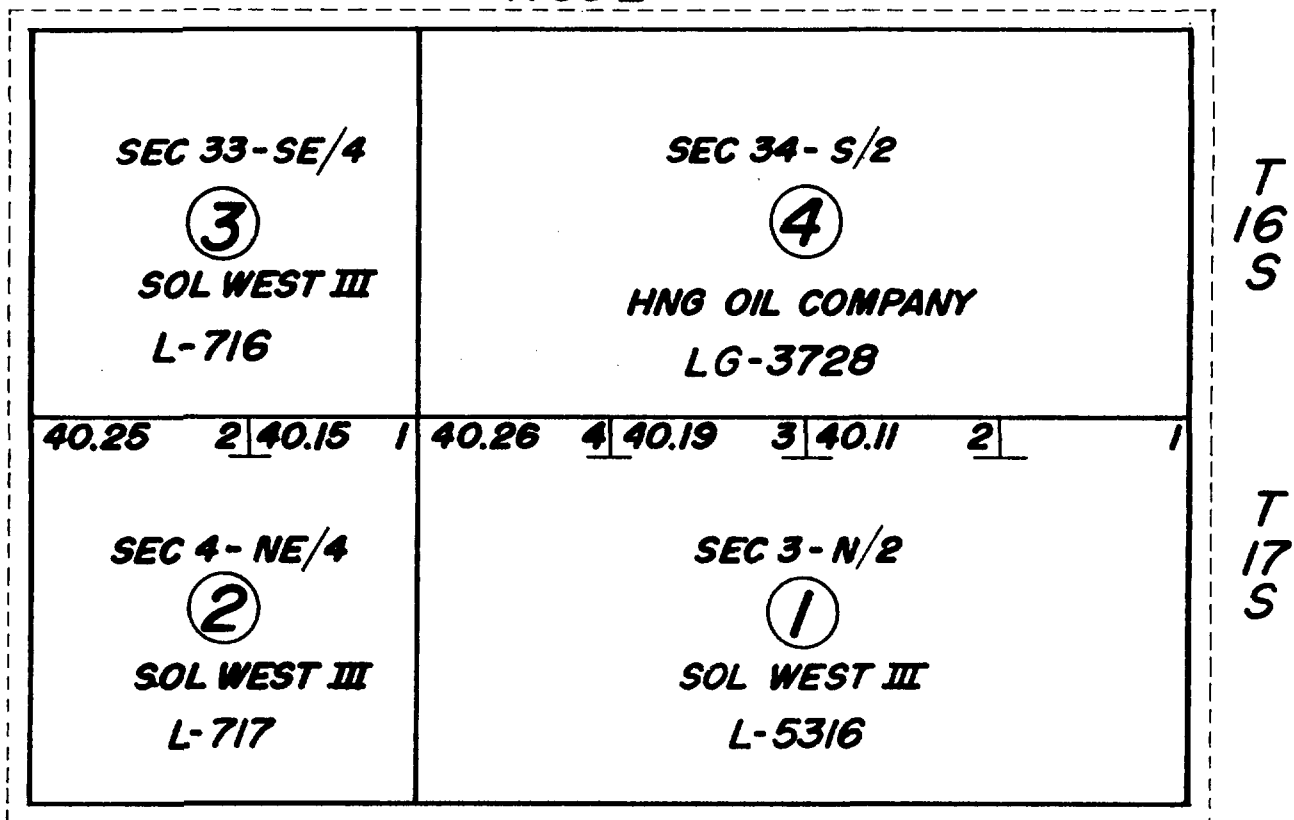 SEC 33-SE/4
3
SOL WEST III
L-716
SEC 34- S/2
4
HNG OIL COMPANY
LG-3728
T
16
S
40.25 2 40.15 1 40.26 4 40.19 3 40.11 2 1
SEC 4- NE/4
2
SOL WEST III
L-717
SEC 3-N/2
1
SOL WEST III
L-5316
T
17
S